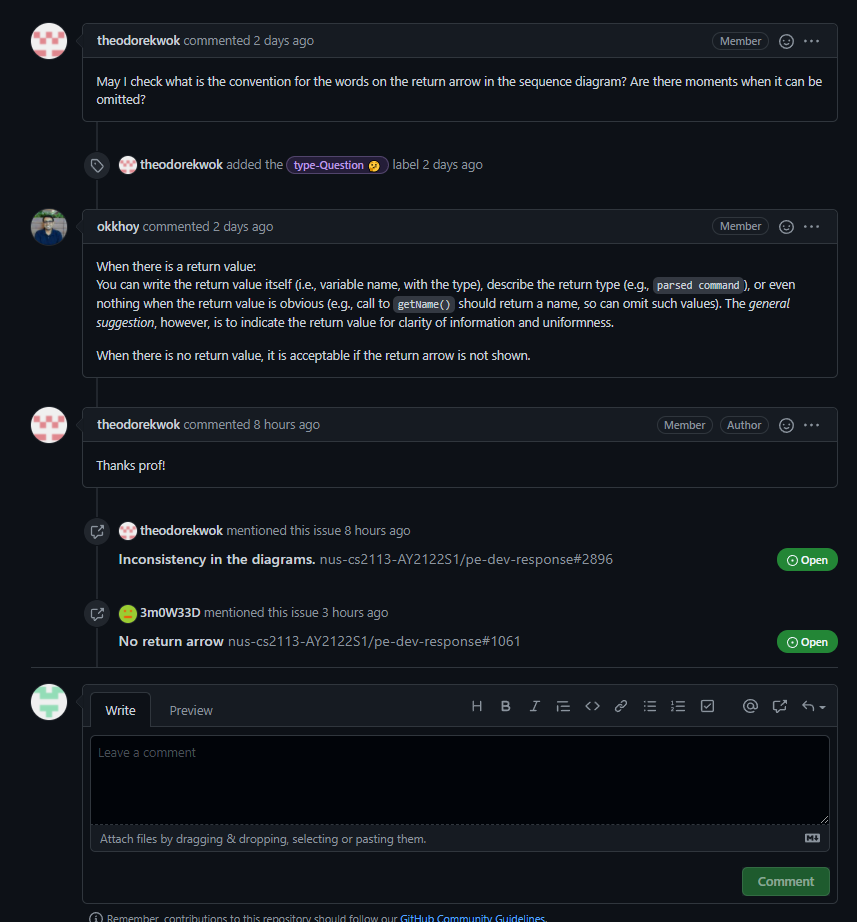 theodorekwok commented 2 days ago Member
May I check what is the convention for the words on the return arrow in the sequence diagram? Are there moments when it can be
omitted?
theodorekwok added the type-Question 🤔 label 2 days ago
okkhoy commented 2 days ago Member
When there is a return value:
You can write the return value itself (i.e., variable name, with the type), describe the return type (e.g., parsed command), or even
nothing when the return value is obvious (e.g., call to getName() should return a name, so can omit such values). The general
suggestion, however, is to indicate the return value for clarity of information and uniformness.
When there is no return value, it is acceptable if the return arrow is not shown.
theodorekwok commented 8 hours ago Member Author
Thanks prof!
theodorekwok mentioned this issue 8 hours ago
Inconsistency in the diagrams. nus-cs2113-AY2122S1/pe-dev-response#2896 Open
3m0W33D mentioned this issue 3 hours ago
No return arrow nus-cs2113-AY2122S1/pe-dev-response#1061 Open
Write Preview H B I
Leave a comment
Attach files by dragging & dropping, selecting or pasting them.
Comment
Remember, contributions to this repository should follow our GitHub Community Guidelines.